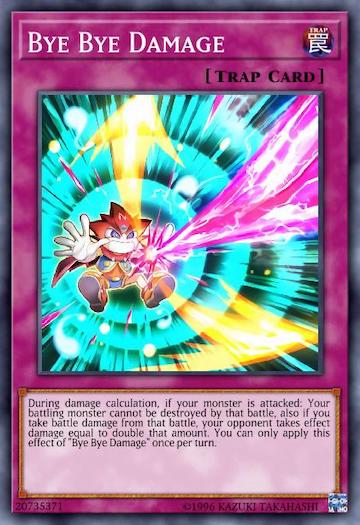 BYE BYE DAMAGE
TRAP
罠
[TRAP CARD]
During damage calculation, if your monster is attacked: Your
battling monster cannot be destroyed by that battle, also if you
take battle damage from that battle, your opponent takes effect
damage equal to double that amount. You can only apply this
effect of "Bye Bye Damage" once per turn.
20735371
©1996 KAZUKI TAKAHASHI